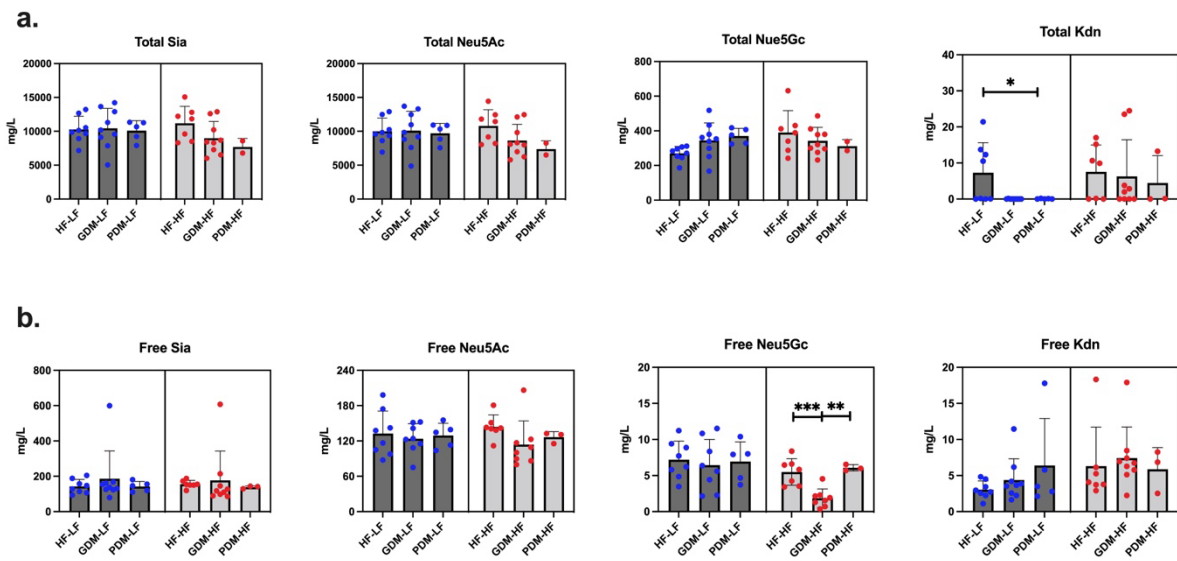 a.
Total Sia
20000
15000
10000
5000
0
mg/L
HF-LF
GDM-LF
PDM-LF
HF-HF
GDM-HF
PDM-HF
Total Neu5Ac
20000
15000
10000
5000
0
mg/L
HF-LF
GDM-LF
PDM-LF
HF-HF
GDM-HF
PDM-HF
Total Nue5Gc
800
600
400
200
0
mg/L
HF-LF
GDM-LF
PDM-LF
HF-HF
GDM-HF
PDM-HF
Total Kdn
40
30
20
10
0
mg/L
*
HF-LF
GDM-LF
PDM-LF
HF-HF
GDM-HF
PDM-HF
b.
Free Sia
800
600
400
200
0
mg/L
HF-LF
GDM-LF
PDM-LF
HF-HF
GDM-HF
PDM-HF
Free Neu5Ac
240
180
120
60
0
mg/L
HF-LF
GDM-LF
PDM-LF
HF-HF
GDM-HF
PDM-HF
Free Neu5Gc
20
15
10
5
0
mg/L
*** **
HF-LF
GDM-LF
PDM-LF
HF-HF
GDM-HF
PDM-HF
Free Kdn
20
15
10
5
0
mg/L
HF-LF
GDM-LF
PDM-LF
HF-HF
GDM-HF
PDM-HF